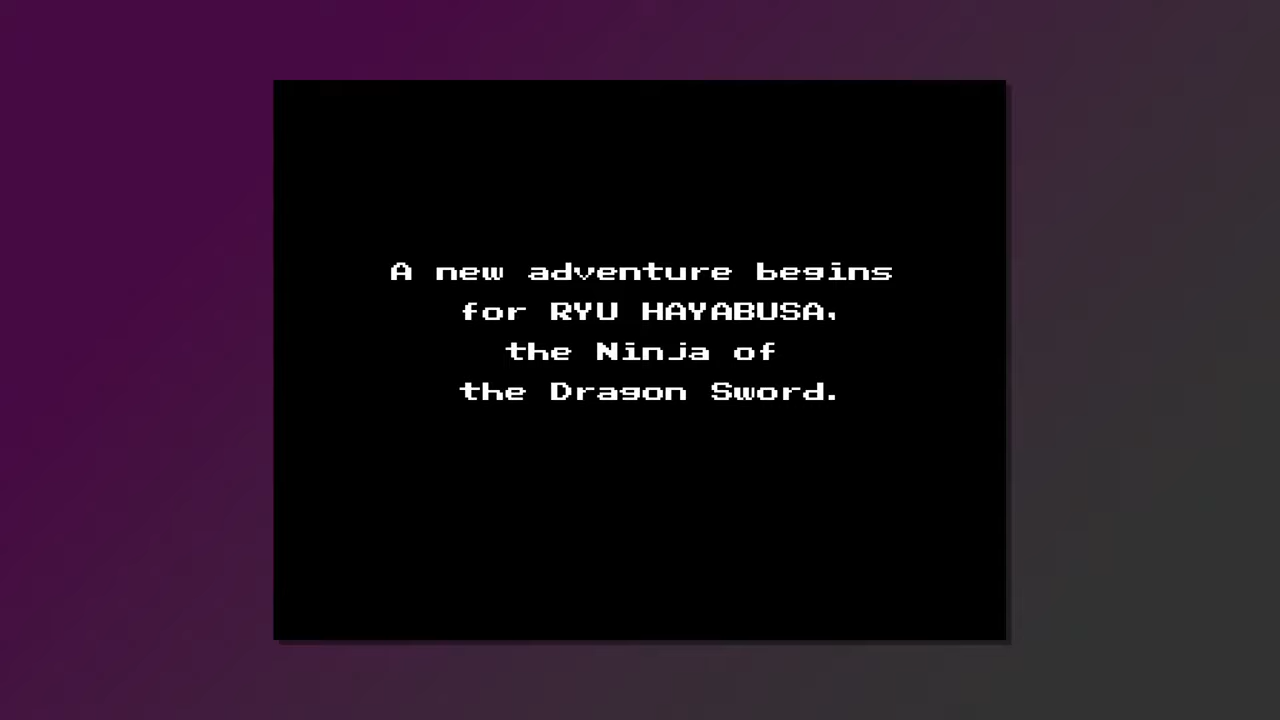 A new adventure begins
for RYU HAYABUSA,
the Ninja of
the Dragon Sword.